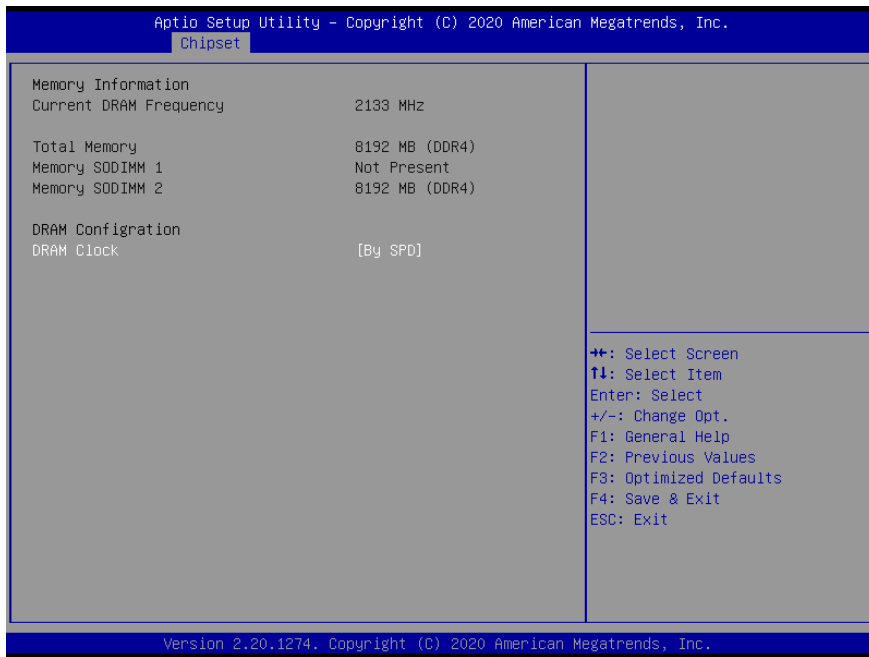 Aptio Setup Utility – Copyright (C) 2020 American Megatrends, Inc.
Chipset
Memory Information
Current DRAM Frequency 2133 MHz
Total Memory 8192 MB (DDR4)
Memory SODIMM 1 Not Present
Memory SODIMM 2 8192 MB (DDR4)
DRAM Configration
DRAM Clock [By SPD]
→←: Select Screen
↑↓: Select Item
Enter: Select
+/-: Change Opt.
F1: General Help
F2: Previous Values
F3: Optimized Defaults
F4: Save & Exit
ESC: Exit
Version 2.20.1274. Copyright (C) 2020 American Megatrends, Inc.